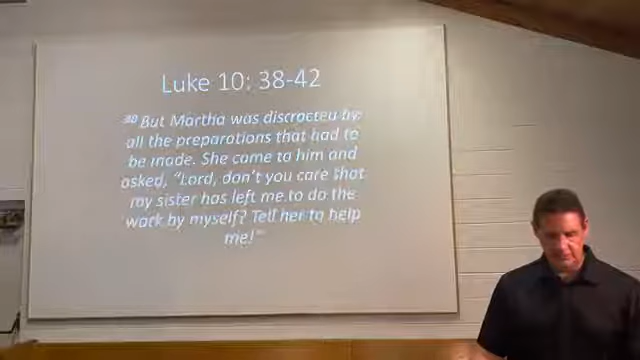 Luke 10: 38-42
40 But Martha was distracted by
all the preparations that had to
be made. She came to him and
asked, “Lord, don’t you care that
my sister has left me to do the
work by myself? Tell her to help
me!”